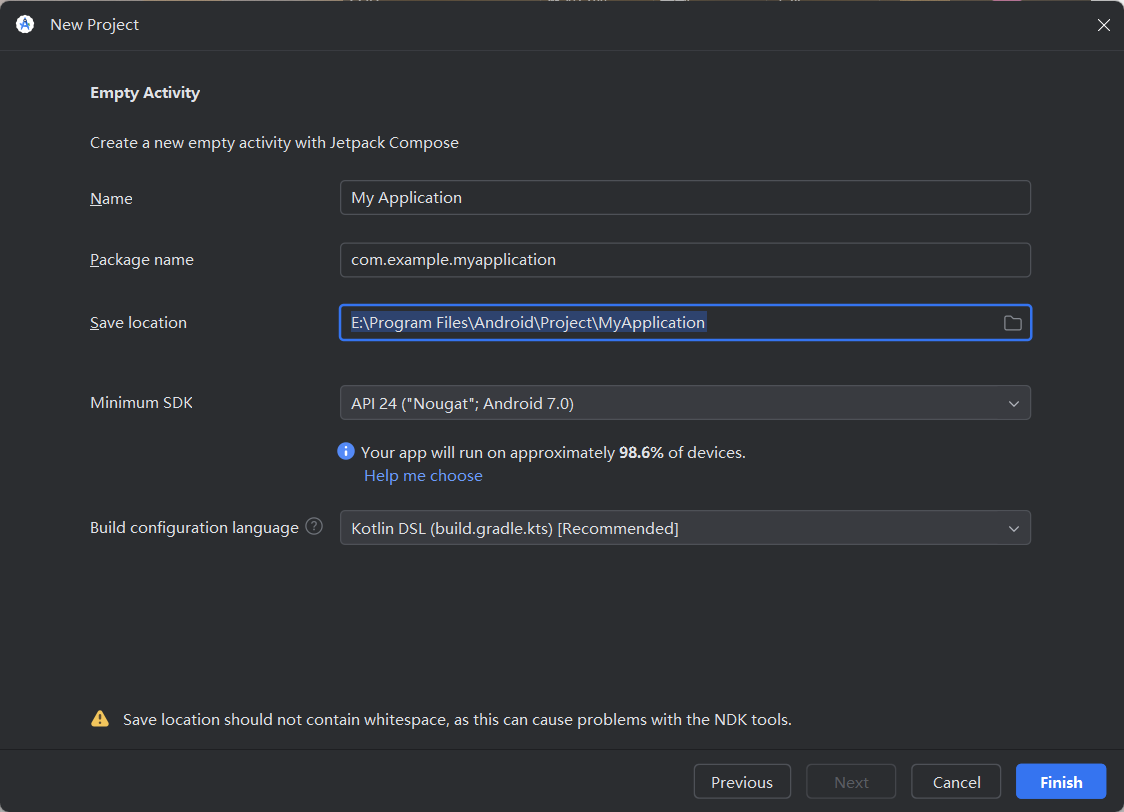 New Project
Empty Activity
Create a new empty activity with Jetpack Compose
Name My Application
Package name com.example.myapplication
Save location E:\Program Files\Android\Project\MyApplication
Minimum SDK API 24 ("Nougat"; Android 7.0)
Your app will run on approximately 98.6% of devices.
Help me choose
Build configuration language ? Kotlin DSL (build.gradle.kts) [Recommended]
Save location should not contain whitespace, as this can cause problems with the NDK tools.
Previous Next Cancel Finish